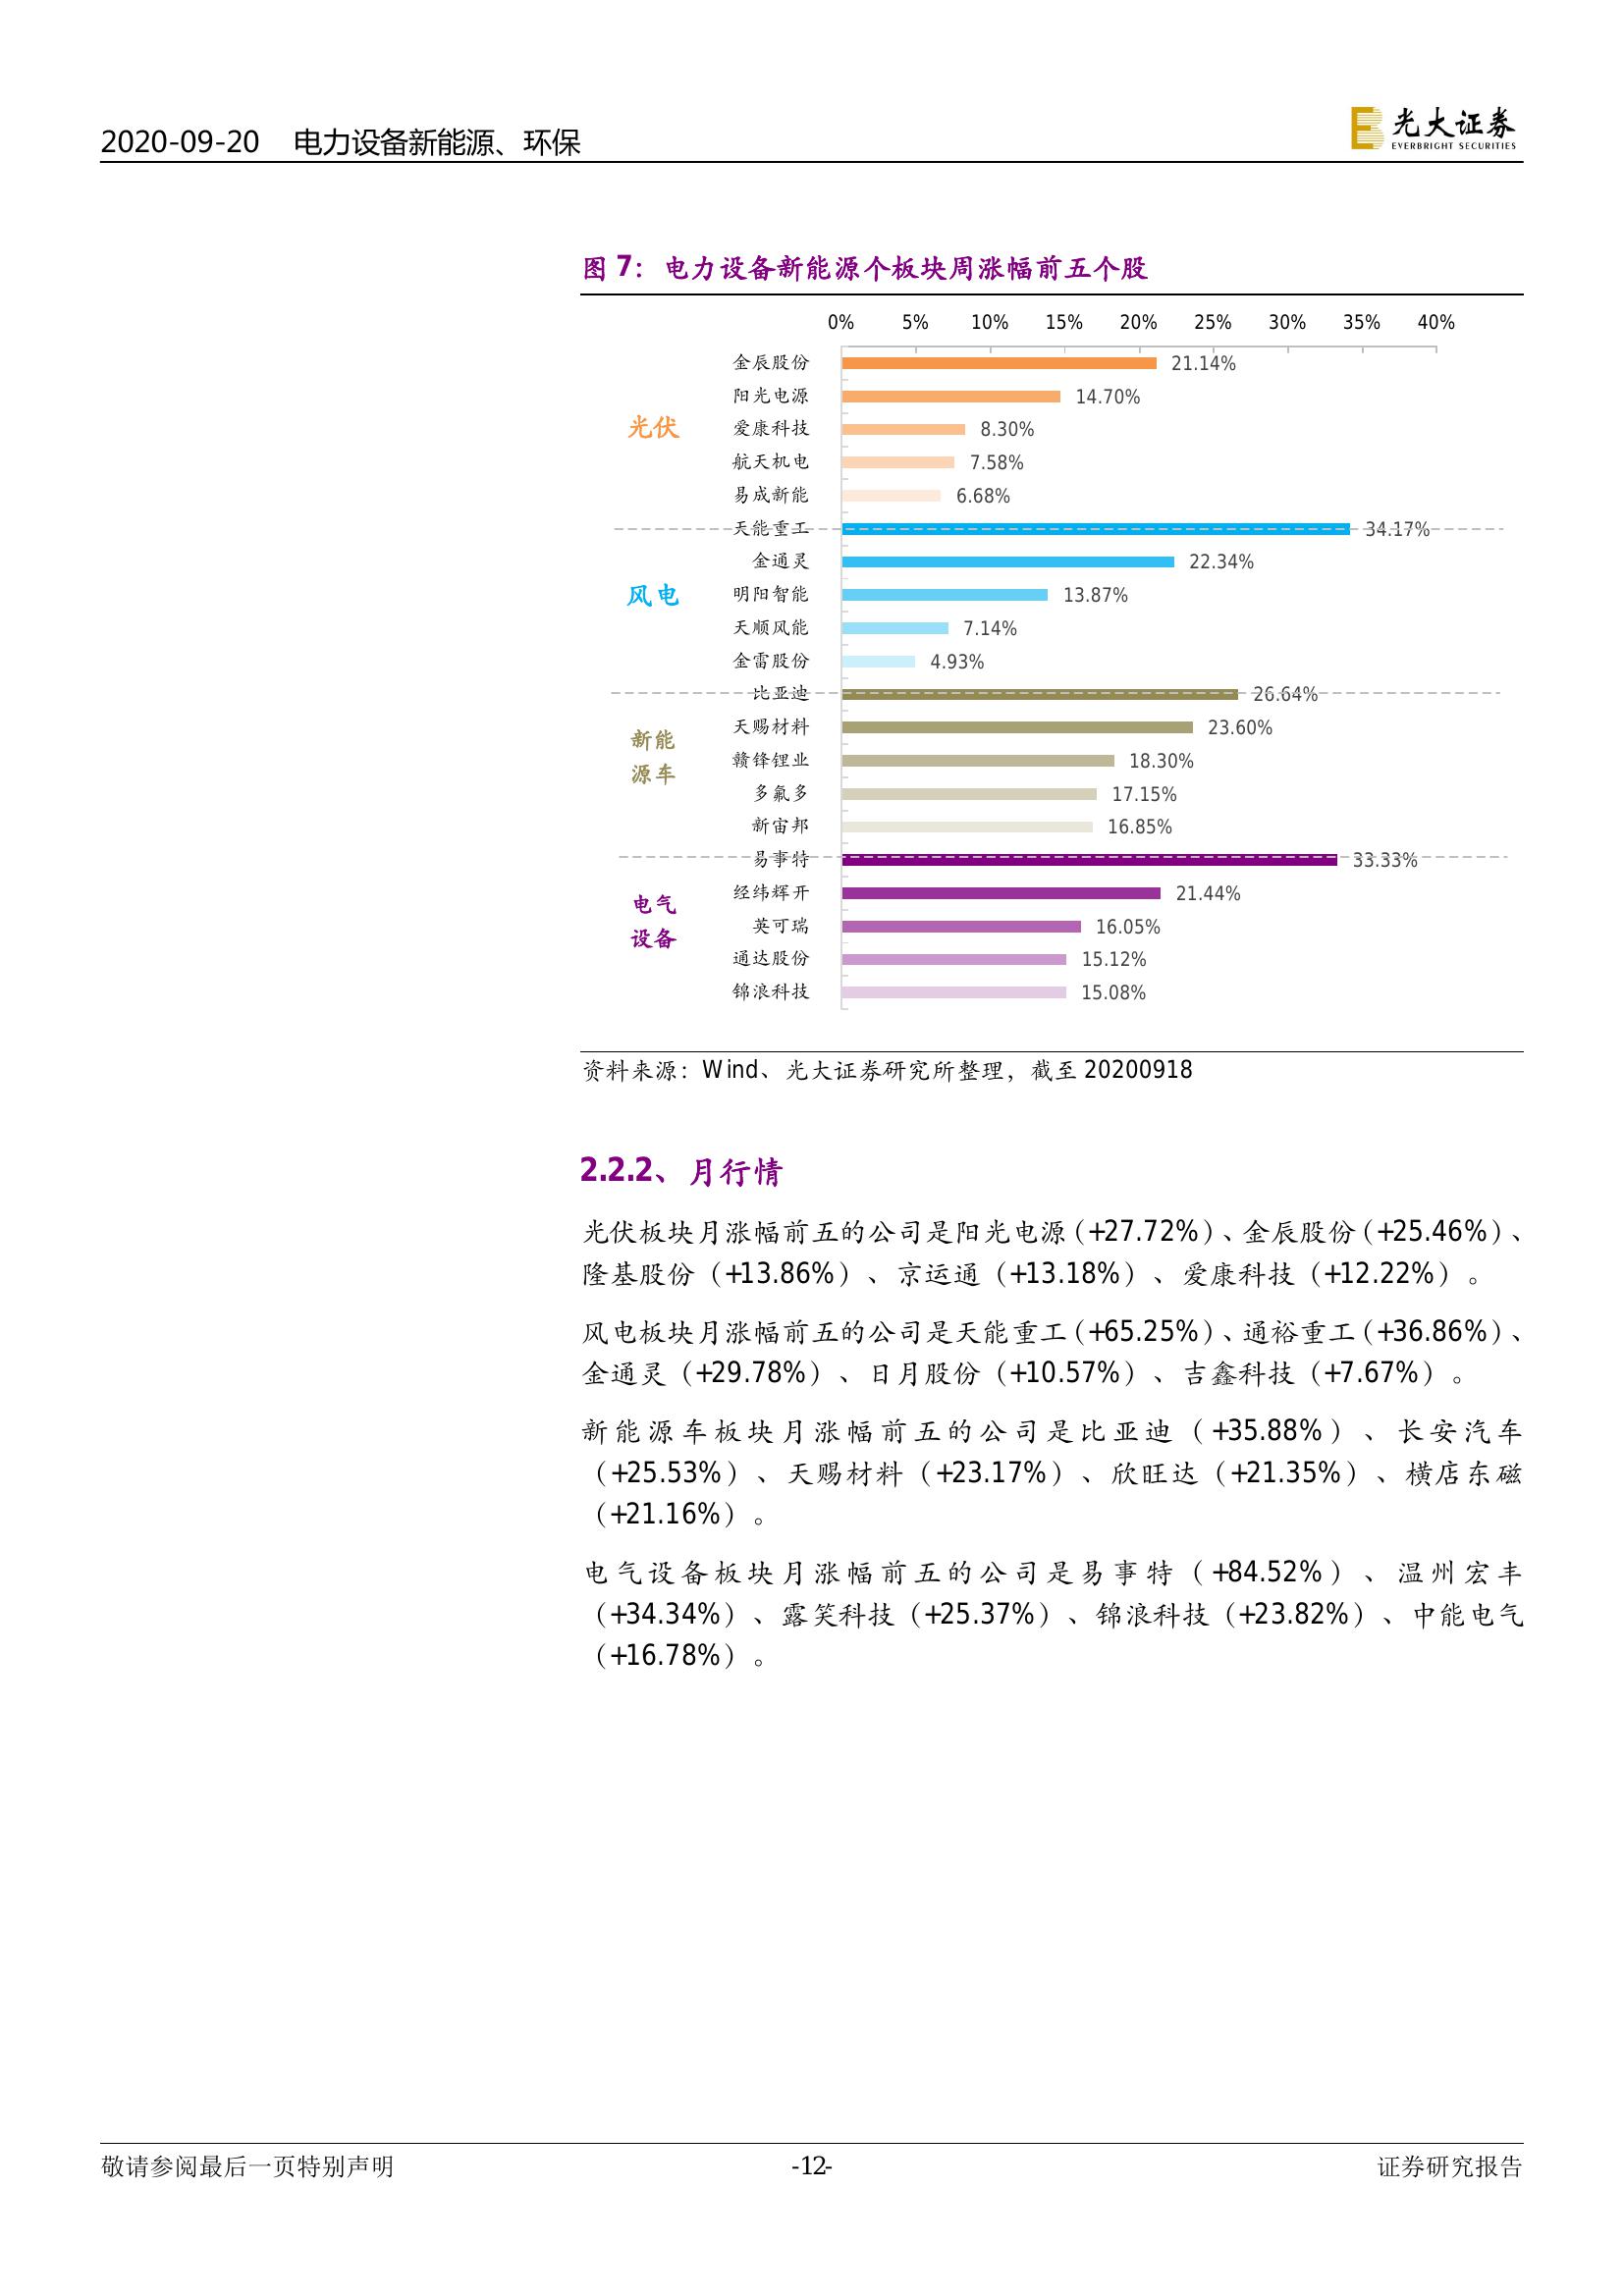 2020-09-20 电力设备新能源、环保
光大证券
EVERBRIGHT SECURITIES
图 7：电力设备新能源个板块周涨幅前五个股
0% 5% 10% 15% 20% 25% 30% 35% 40%
金辰股份 21.14%
阳光电源 14.70%
光伏 爱康科技 8.30%
航天机电 7.58%
易成新能 6.68%
天能重工 34.17%
金通灵 22.34%
风电 明阳智能 13.87%
天顺风能 7.14%
金雷股份 4.93%
比亚迪 26.64%
天赐材料 23.60%
新能
源车
赣锋锂业 18.30%
多氟多 17.15%
新宙邦 16.85%
易事特 33.33%
经纬辉开 21.44%
电气
设备
英可瑞 16.05%
通达股份 15.12%
锦浪科技 15.08%
资料来源：Wind、光大证券研究所整理，截至 20200918
2.2.2、月行情
光伏板块月涨幅前五的公司是阳光电源（+27.72%）、金辰股份（+25.46%）、
隆基股份（+13.86%）、京运通（+13.18%）、爱康科技（+12.22%）。
风电板块月涨幅前五的公司是天能重工（+65.25%）、通裕重工（+36.86%）、
金通灵（+29.78%）、日月股份（+10.57%）、吉鑫科技（+7.67%）。
新能源车板块月涨幅前五的公司是比亚迪（+35.88%）、长安汽车
（+25.53%）、天赐材料（+23.17%）、欣旺达（+21.35%）、横店东磁
（+21.16%）。
电气设备板块月涨幅前五的公司是易事特（+84.52%）、温州宏丰
（+34.34%）、露笑科技（+25.37%）、锦浪科技（+23.82%）、中能电气
（+16.78%）。
敬请参阅最后一页特别声明 -12- 证券研究报告